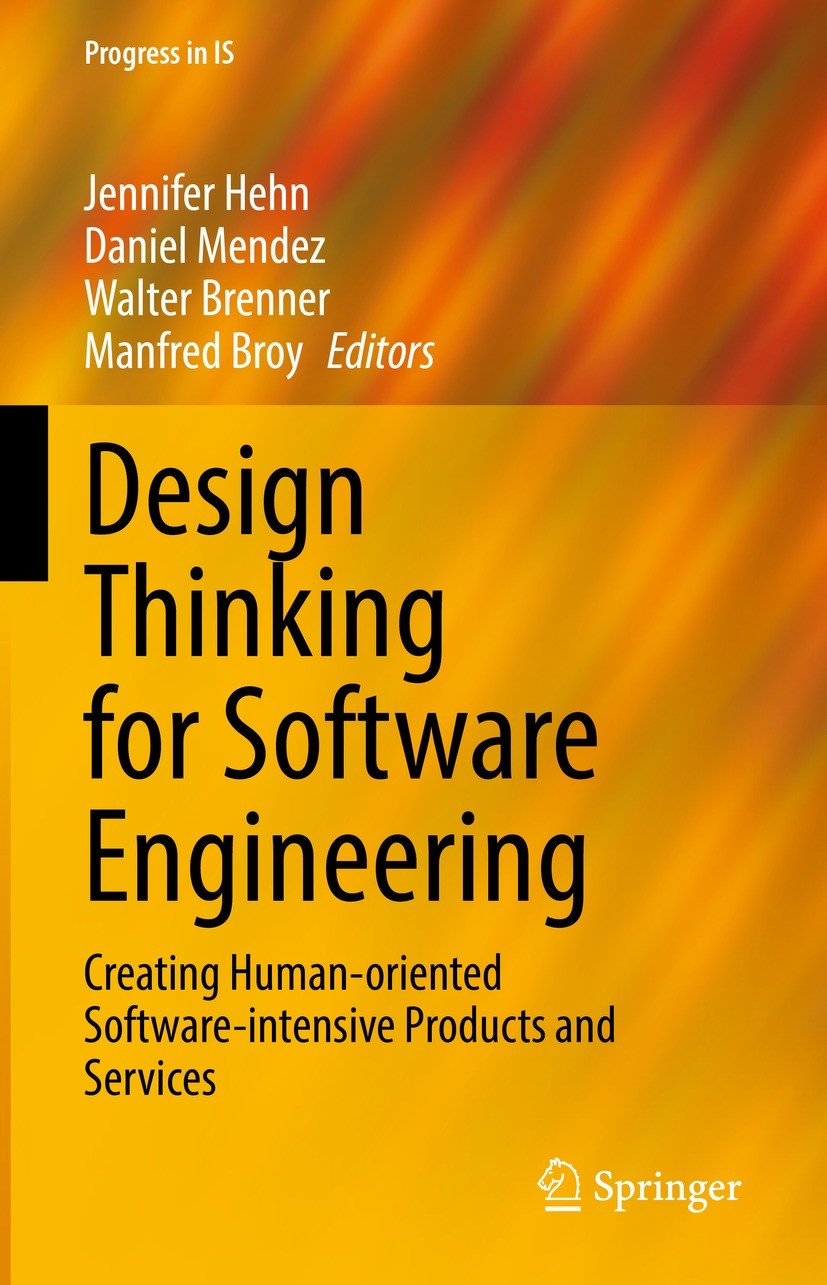 Progress in IS
Jennifer Hehn
Daniel Mendez
Walter Brenner
Manfred Broy Editors
Design
Thinking
for Software
Engineering
Creating Human-oriented
Software-intensive Products and
Services
Springer